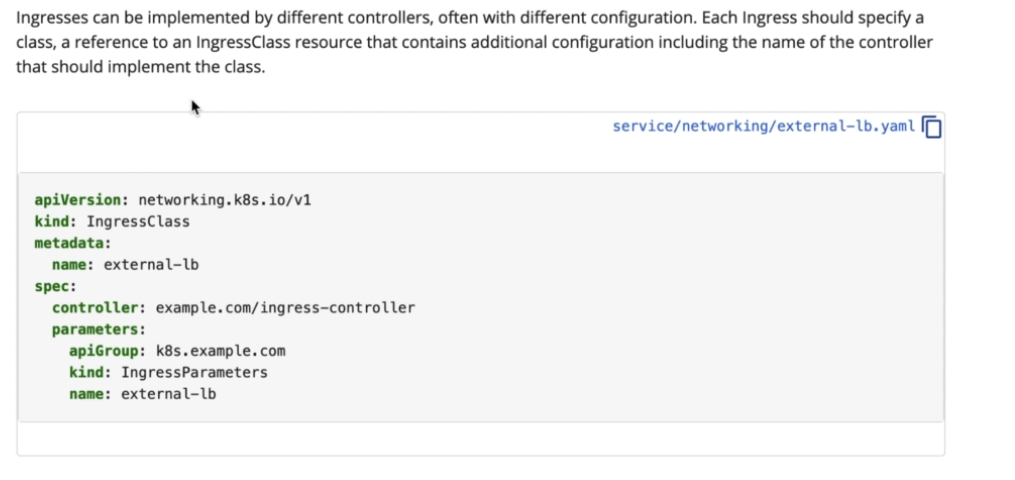 Ingresses can be implemented by different controllers, often with different configuration. Each Ingress should specify a
class, a reference to an IngressClass resource that contains additional configuration including the name of the controller
that should implement the class.
service/networking/external-lb.yaml
apiVersion: networking.k8s.io/v1
kind: IngressClass
metadata:
  name: external-lb
spec:
  controller: example.com/ingress-controller
  parameters:
    apiGroup: k8s.example.com
    kind: IngressParameters
    name: external-lb